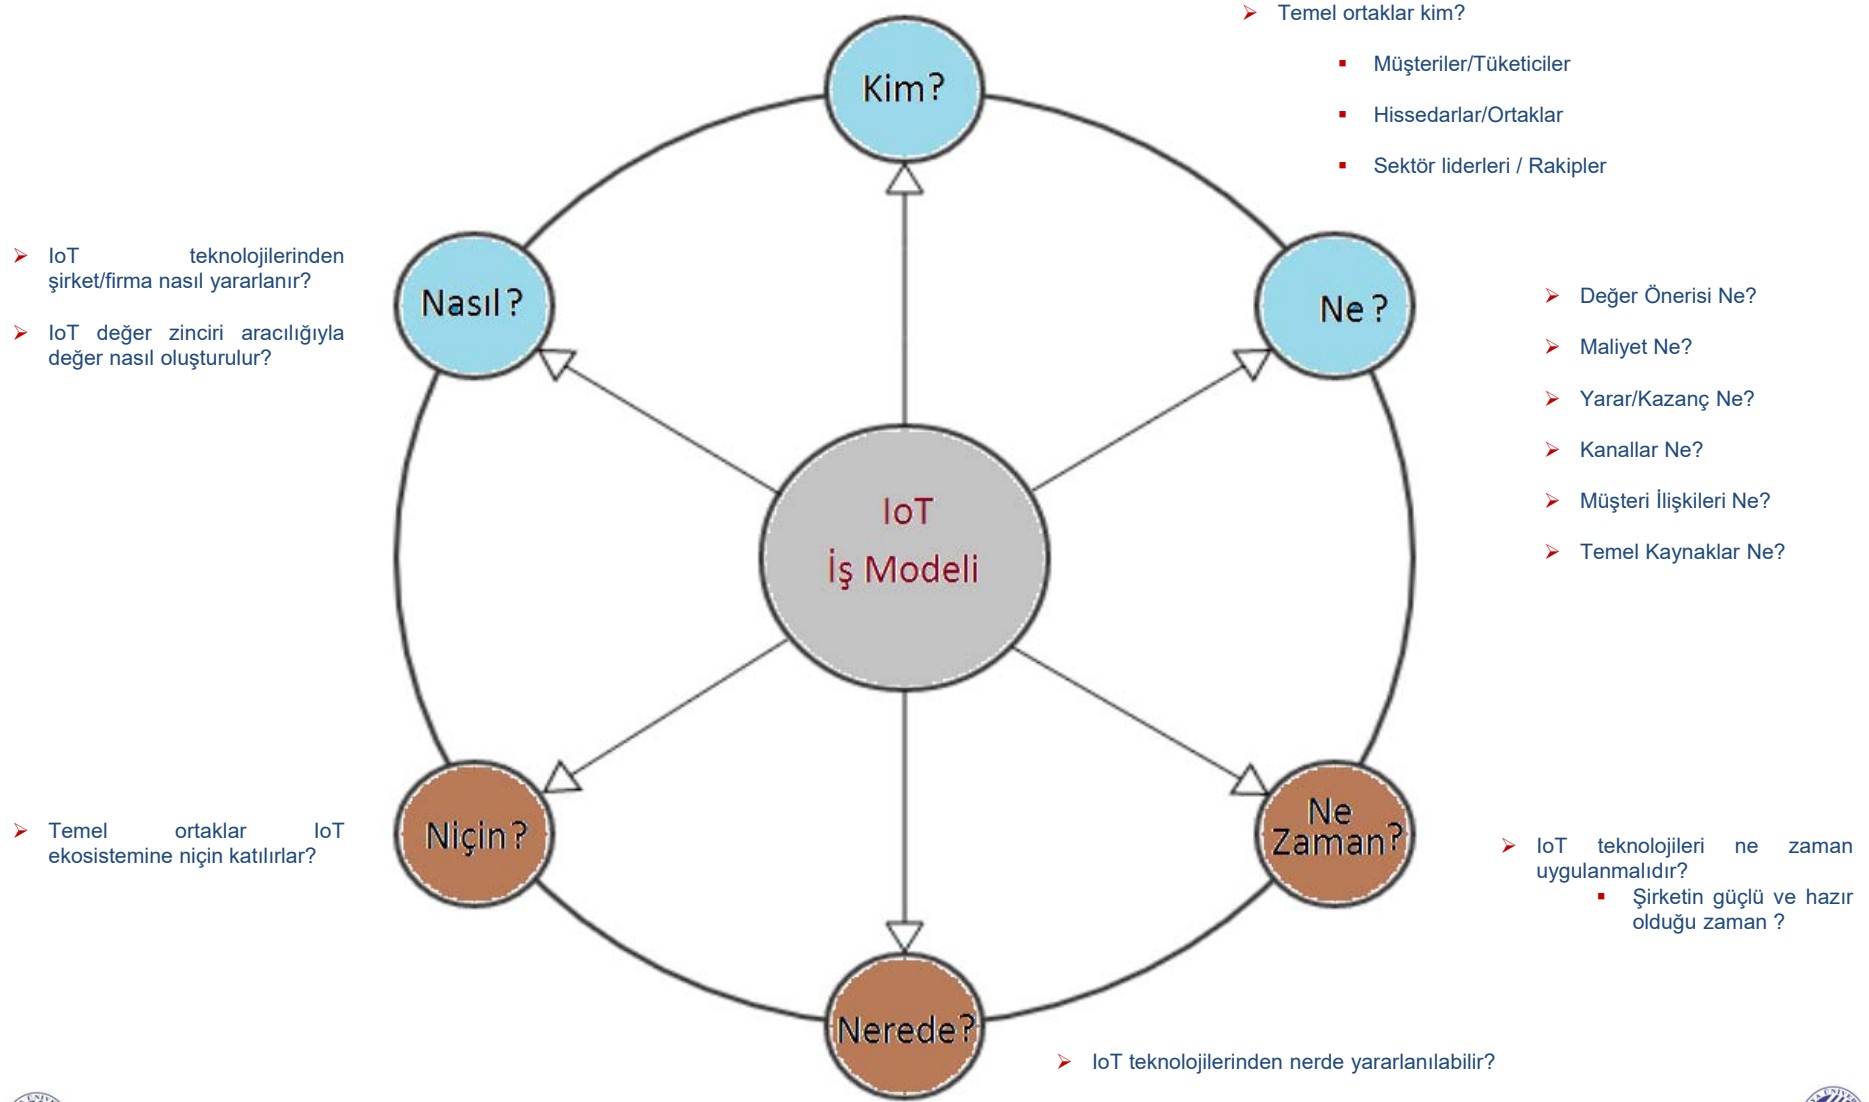 Temel ortaklar kim?
Müşteriler/Tüketiciler
Hissedarlar/Ortaklar
Sektör liderleri / Rakipler
Kim?
IoT teknolojilerinden
şirket/firma nasıl yararlanır?
IoT değer zinciri aracılığıyla
değer nasıl oluşturulur?
Nasıl?
Ne?
Değer Önerisi Ne?
Maliyet Ne?
Yarar/Kazanç Ne?
Kanallar Ne?
Müşteri İlişkileri Ne?
Temel Kaynaklar Ne?
IoT
İş Modeli
Temel ortaklar IoT
ekosistemine niçin katılırlar?
Niçin?
Ne
Zaman?
IoT teknolojileri ne zaman
uygulanmalıdır?
Şirketin güçlü ve hazır
olduğu zaman ?
Nerede?
IoT teknolojilerinden nerde yararlanılabilir?